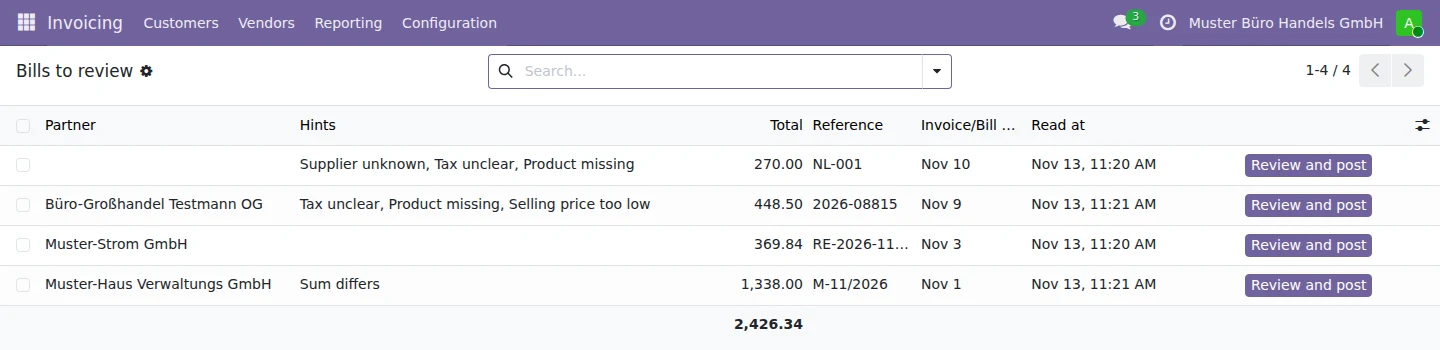 Invoicing Customers Vendors Reporting Configuration 3 Muster Büro Handels GmbH A
Bills to review Search... 1-4 / 4
Partner Hints Total Reference Invoice/Bill ... Read at
Supplier unknown, Tax unclear, Product missing 270.00 NL-001 Nov 10 Nov 13, 11:20 AM Review and post
Büro-Großhandel Testmann OG Tax unclear, Product missing, Selling price too low 448.50 2026-08815 Nov 9 Nov 13, 11:21 AM Review and post
Muster-Strom GmbH 369.84 RE-2026-11... Nov 3 Nov 13, 11:20 AM Review and post
Muster-Haus Verwaltungs GmbH Sum differs 1,338.00 M-11/2026 Nov 1 Nov 13, 11:21 AM Review and post
2,426.34